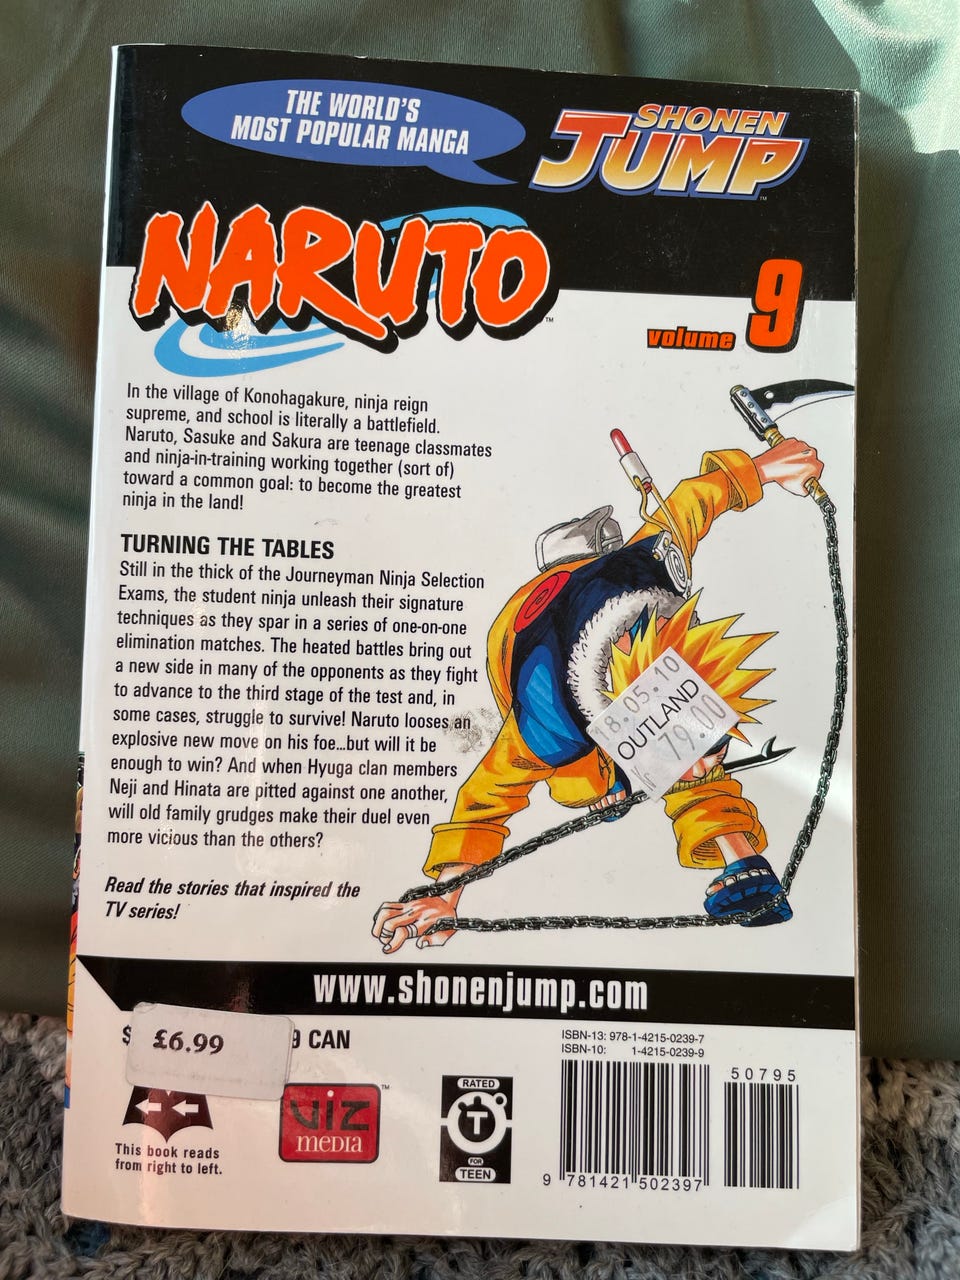 THE WORLD'S
MOST POPULAR MANGA
SHONEN
JUMP
™
NARUTO
™
volume 9
In the village of Konohagakure, ninja reign
supreme, and school is literally a battlefield.
Naruto, Sasuke and Sakura are teenage classmates
and ninja-in-training working together (sort of)
toward a common goal: to become the greatest
ninja in the land!
TURNING THE TABLES
Still in the thick of the Journeyman Ninja Selection
Exams, the student ninja unleash their signature
techniques as they spar in a series of one-on-one
elimination matches. The heated battles bring out
a new side in many of the opponents as they fight
to advance to the third stage of the test and, in
some cases, struggle to survive! Naruto looses an
explosive new move on his foe...but will it be
enough to win? And when Hyuga clan members
Neji and Hinata are pitted against one another,
will old family grudges make their duel even
more vicious than the others?
18.05.10
OUTLAND
Kr 79.00
Read the stories that inspired the
TV series!
www.shonenjump.com
$
£6.99
9 CAN
This book reads
from right to left.
VIZ
MEDIA
™
RATED
T
FOR
TEEN
ISBN-13: 978-1-4215-0239-7
ISBN-10: 1-4215-0239-9
50795
9 781421 502397